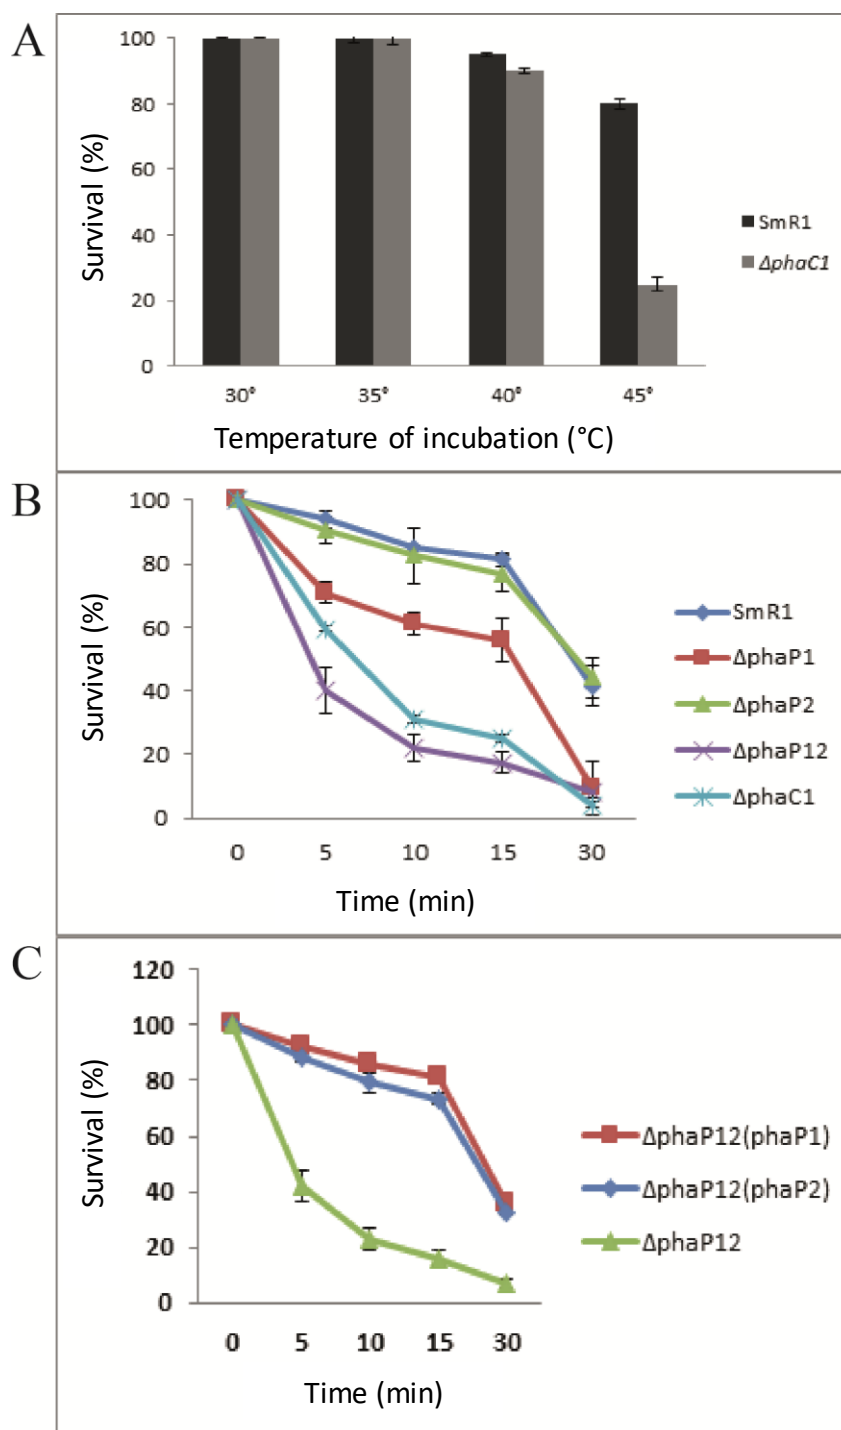 A
100
80
60
40
20
0
Survival (%)
30°
35°
40°
45°
Temperature of incubation (°C)
SmR1
ΔphaC1
B
100
80
60
40
20
0
Survival (%)
0
5
10
15
30
Time (min)
SmR1
ΔphaP1
ΔphaP2
ΔphaP12
ΔphaC1
C
120
100
80
60
40
20
0
Survival (%)
0
5
10
15
30
Time (min)
ΔphaP12(phaP1)
ΔphaP12(phaP2)
ΔphaP12